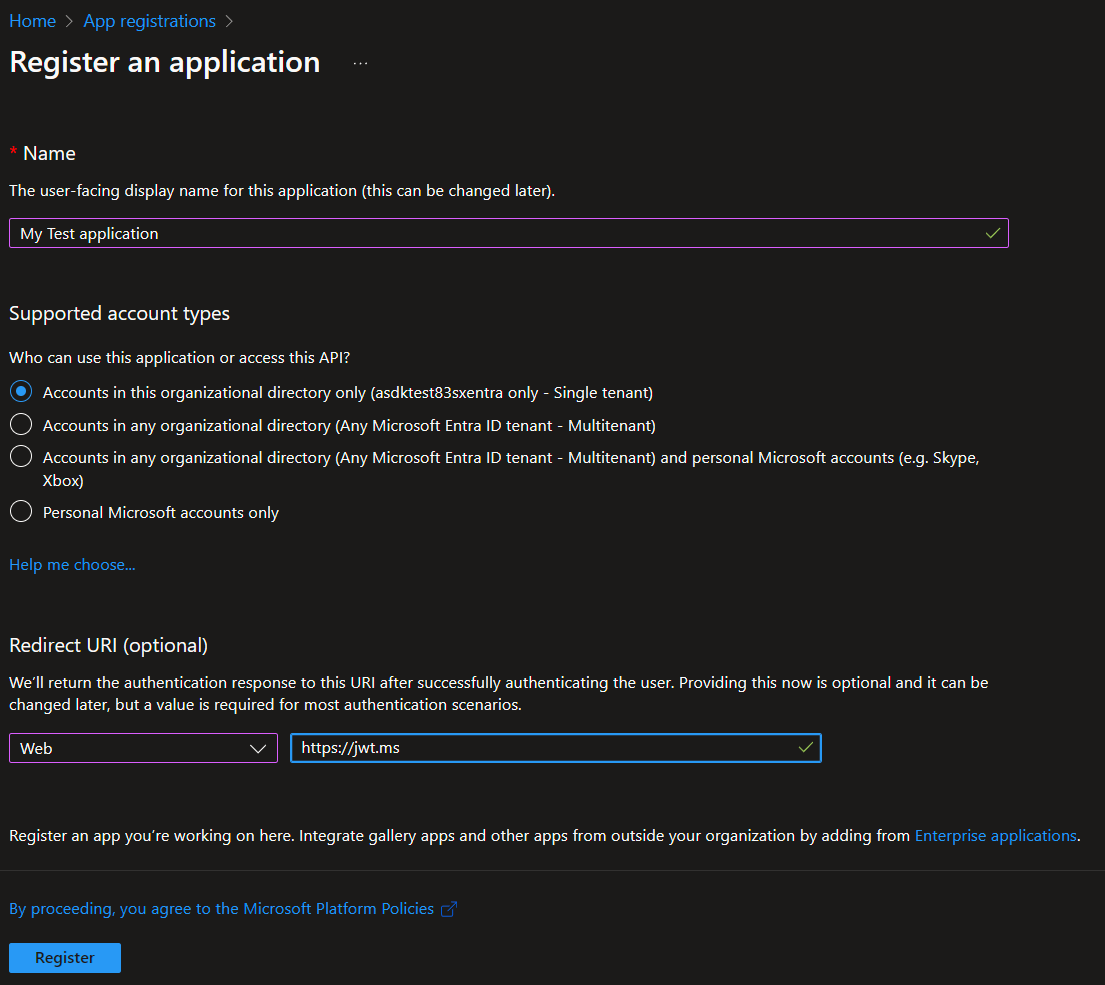 Home > App registrations >
Register an application ...
* Name
The user-facing display name for this application (this can be changed later).
My Test application
Supported account types
Who can use this application or access this API?
Accounts in this organizational directory only (asdktest83sxentra only - Single tenant)
Accounts in any organizational directory (Any Microsoft Entra ID tenant - Multitenant)
Accounts in any organizational directory (Any Microsoft Entra ID tenant - Multitenant) and personal Microsoft accounts (e.g. Skype,
Xbox)
Personal Microsoft accounts only
Help me choose...
Redirect URI (optional)
We'll return the authentication response to this URI after successfully authenticating the user. Providing this now is optional and it can be
changed later, but a value is required for most authentication scenarios.
Web
https://jwt.ms
Register an app you're working on here. Integrate gallery apps and other apps from outside your organization by adding from Enterprise applications.
By proceeding, you agree to the Microsoft Platform Policies
Register